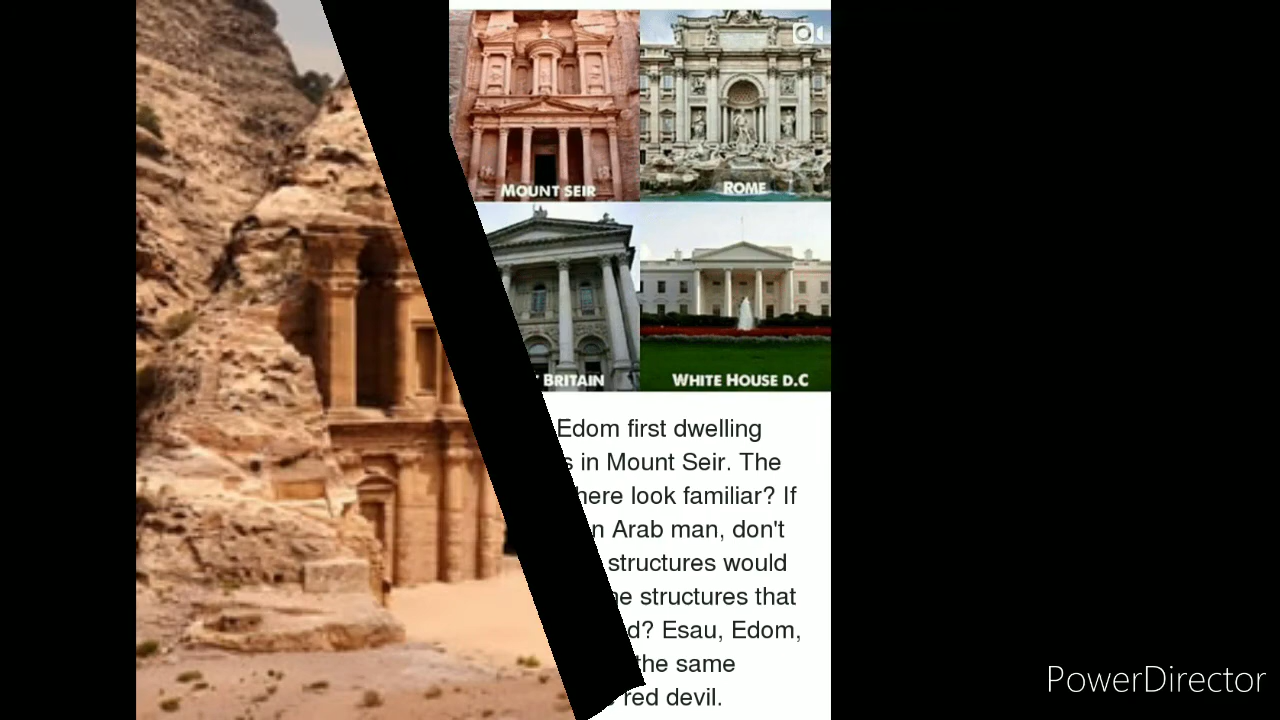 MOUNT SEIR
ROME
BRITAIN
WHITE HOUSE D.C
Edom first dwelling
in Mount Seir. The
look familiar? If
Arab man, don't
structures would
structures that
Esau, Edom,
the same
red devil.
PowerDirector